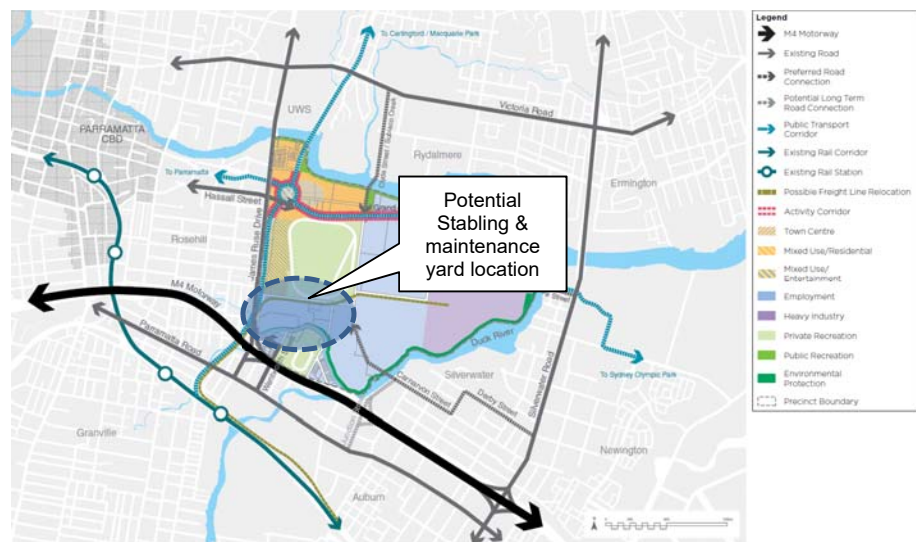 To Carlingford / Macquarie Park
UWS
Victoria Road
PARRAMATTA
CBD
Rydalmere
Ermington
To Parramatta
Hassall Street
Grand
Potential
Stabling &
maintenance
yard location
Rosehill
James Ruse Drive
M4 Motorway
Parramatta Road
Duck River
Silverwater
Silverwater Road
To Sydney Olympic Park
Carnarvon Street
Derby Street
Granville
Newington
Auburn
Legend
M4 Motorway
Existing Road
Preferred Road
Connection
Potential Long Term
Road Connection
Public Transport
Corridor
Existing Rail Corridor
Existing Rail Station
Possible Freight Line Relocation
Activity Corridor
Town Centre
Mixed Use/Residential
Mixed Use/
Entertainment
Employment
Heavy Industry
Private Recreation
Public Recreation
Environmental
Protection
Precinct Boundary